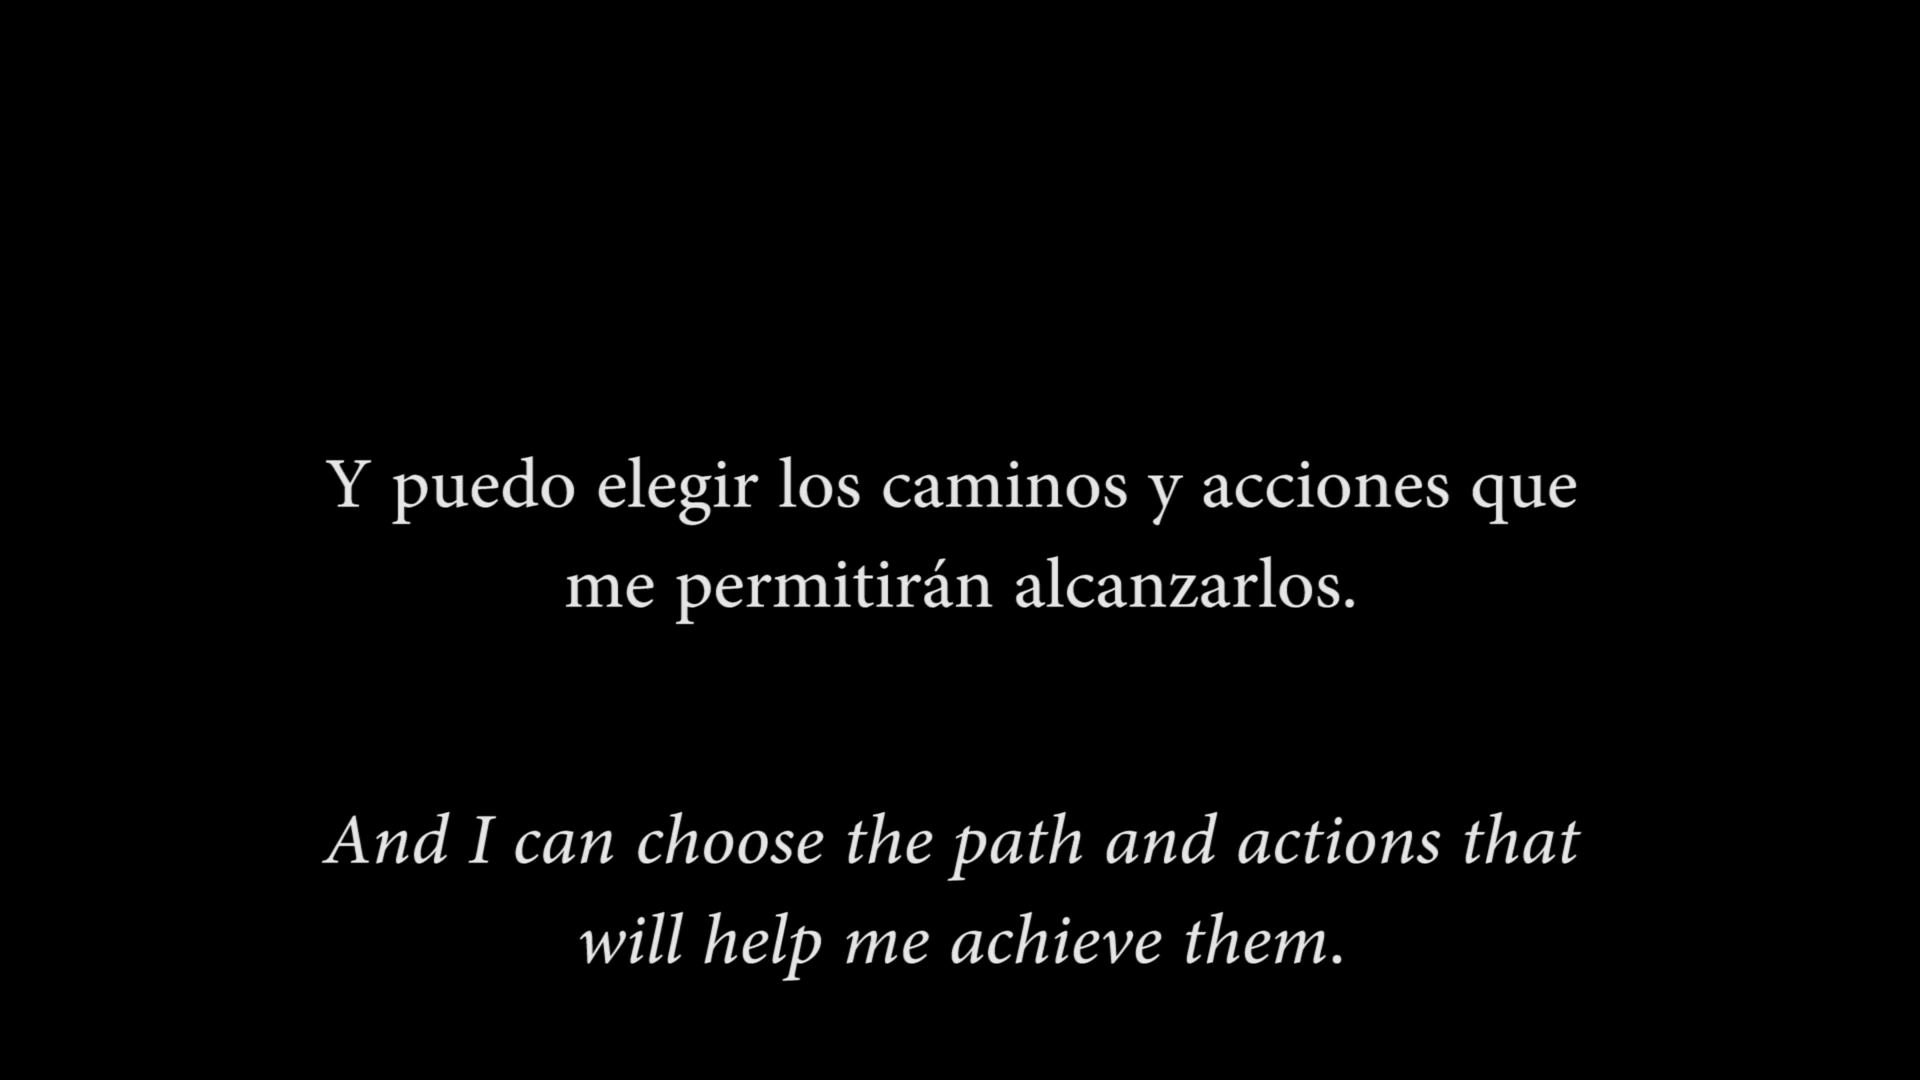 Y puedo elegir los caminos y acciones que
me permitirán alcanzarlos.
And I can choose the path and actions that
will help me achieve them.